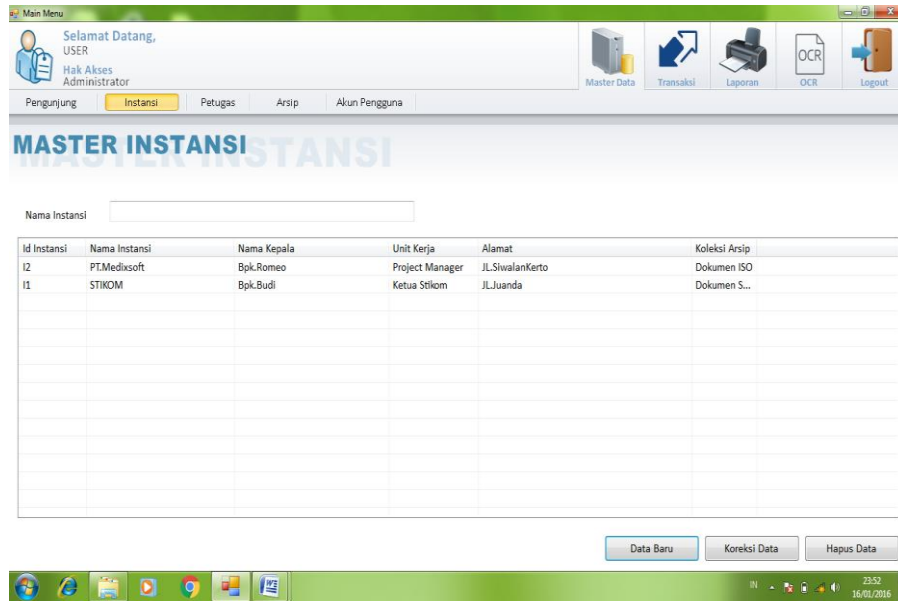 Main Menu
Selamat Datang,
USER
Hak Akses
Administrator
Master Data Transaksi Laporan OCR OCR Logout
Pengunjung Instansi Petugas Arsip Akun Pengguna
MASTER INSTANSI
Nama Instansi
Id Instansi Nama Instansi Nama Kepala Unit Kerja Alamat Koleksi Arsip
I2 PT.Medixsoft Bpk.Romeo Project Manager JL.SiwalanKerto Dokumen ISO
I1 STIKOM Bpk.Budi Ketua Stikom JL.Juanda Dokumen S...
Data Baru Koreksi Data Hapus Data
IN 23:52
16/01/2016